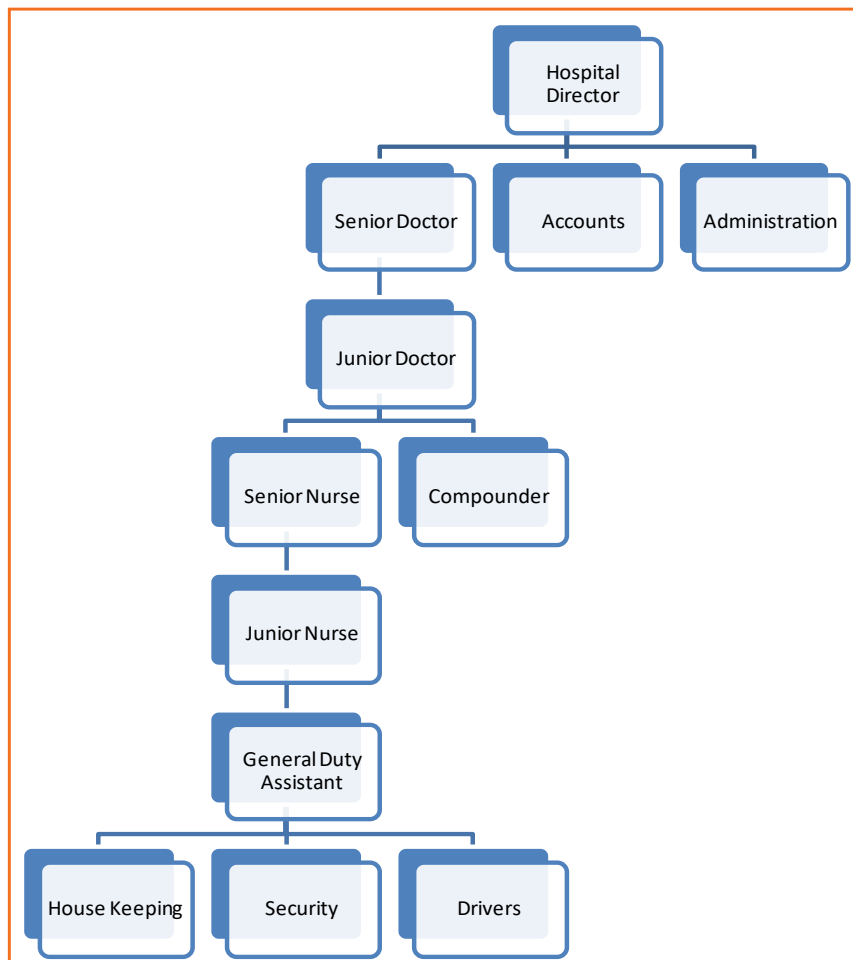 Hospital
Director
Senior Doctor
Accounts
Administration
Junior Doctor
Senior Nurse
Compounder
Junior Nurse
General Duty
Assistant
House Keeping
Security
Drivers